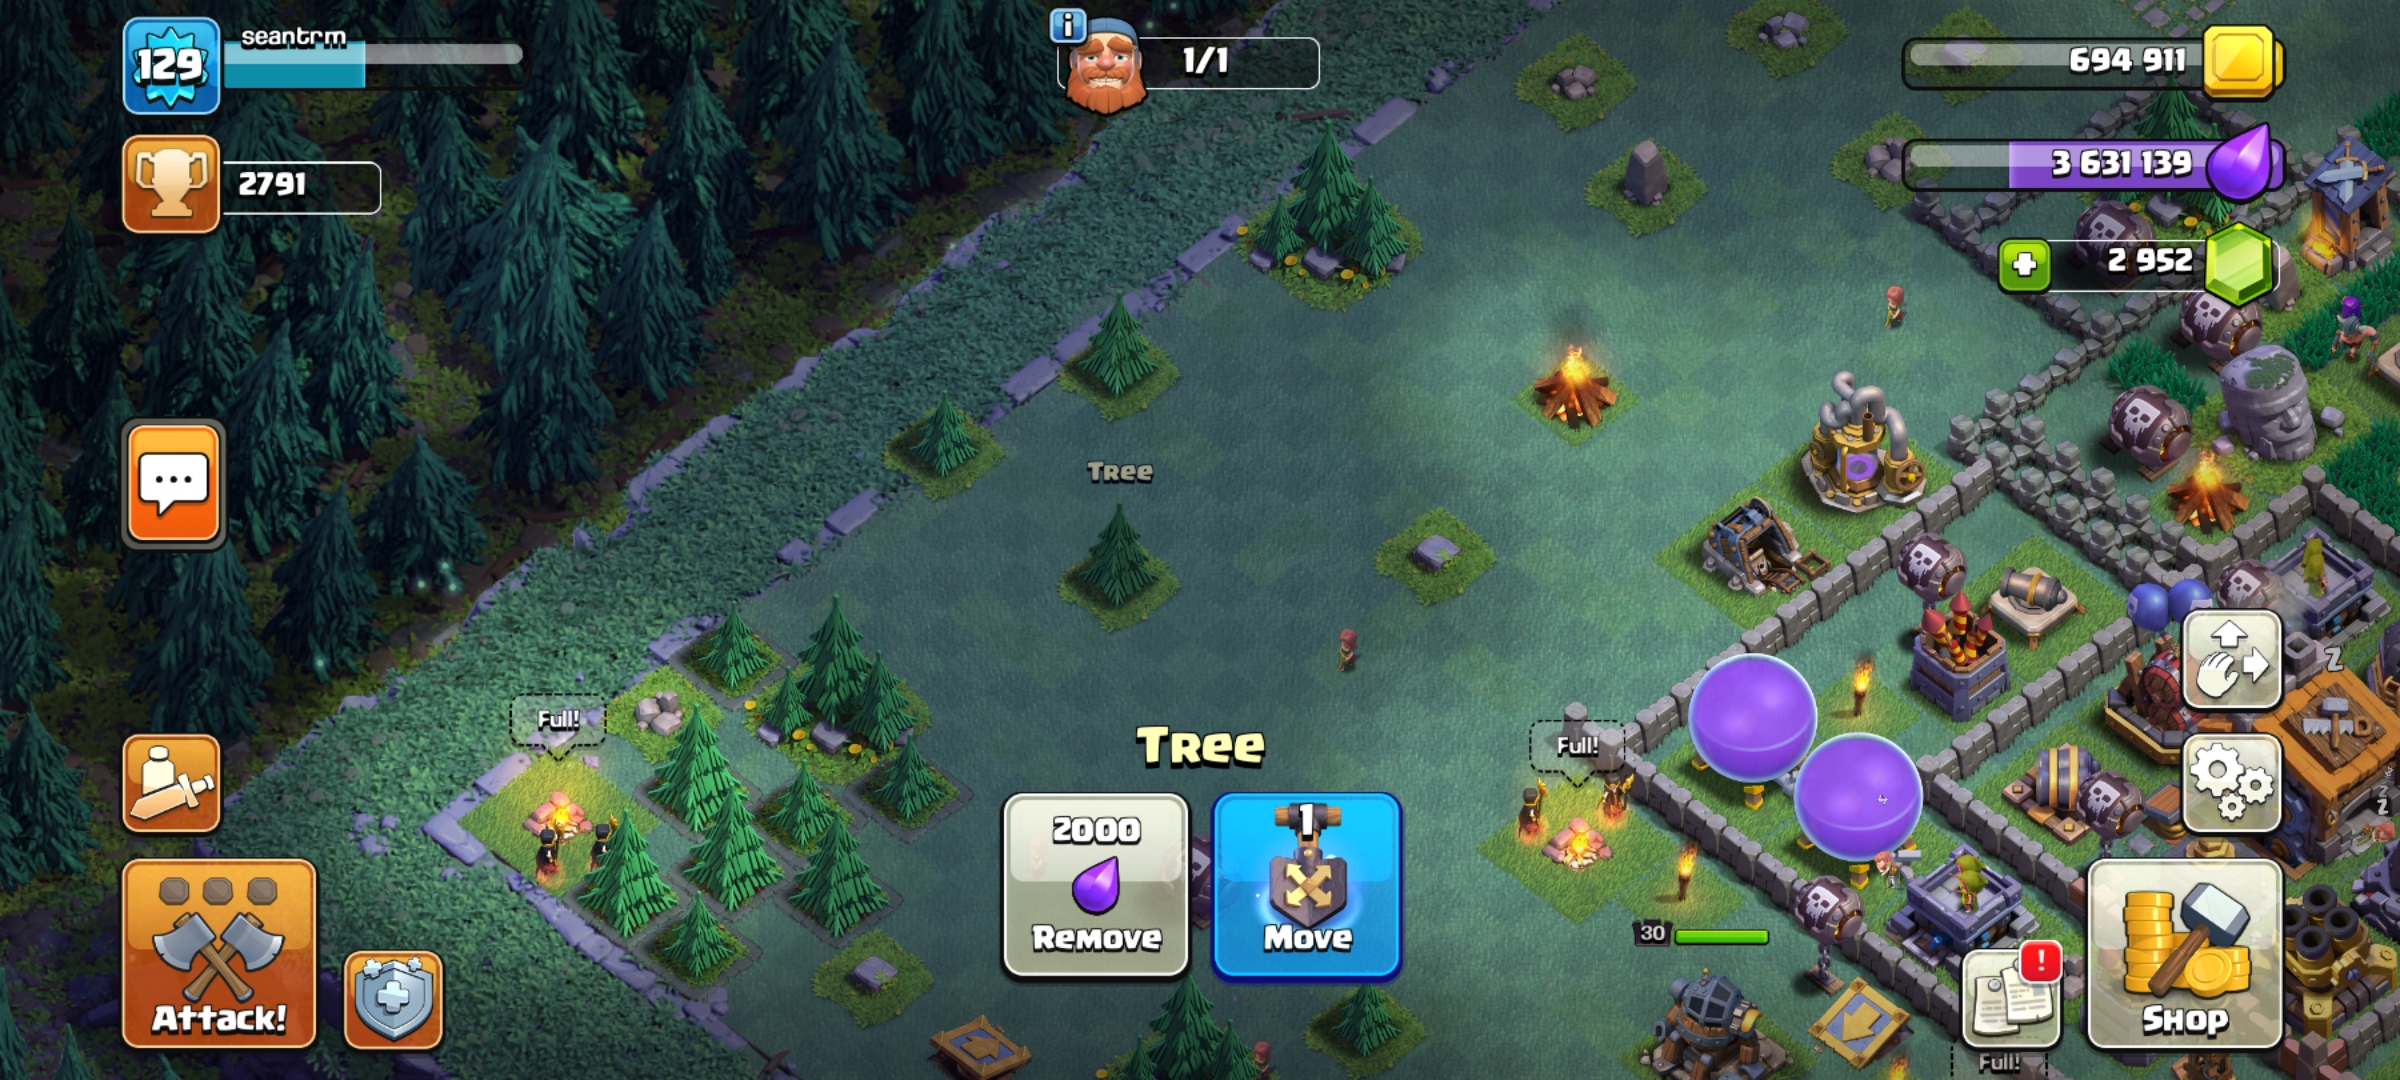 129
seantrm
1/1
694 911
2791
3 631 139
2 952
Tree
Full!
Tree
Full!
2000
Remove
1
Move
30
!
Attack!
Shop
Full!